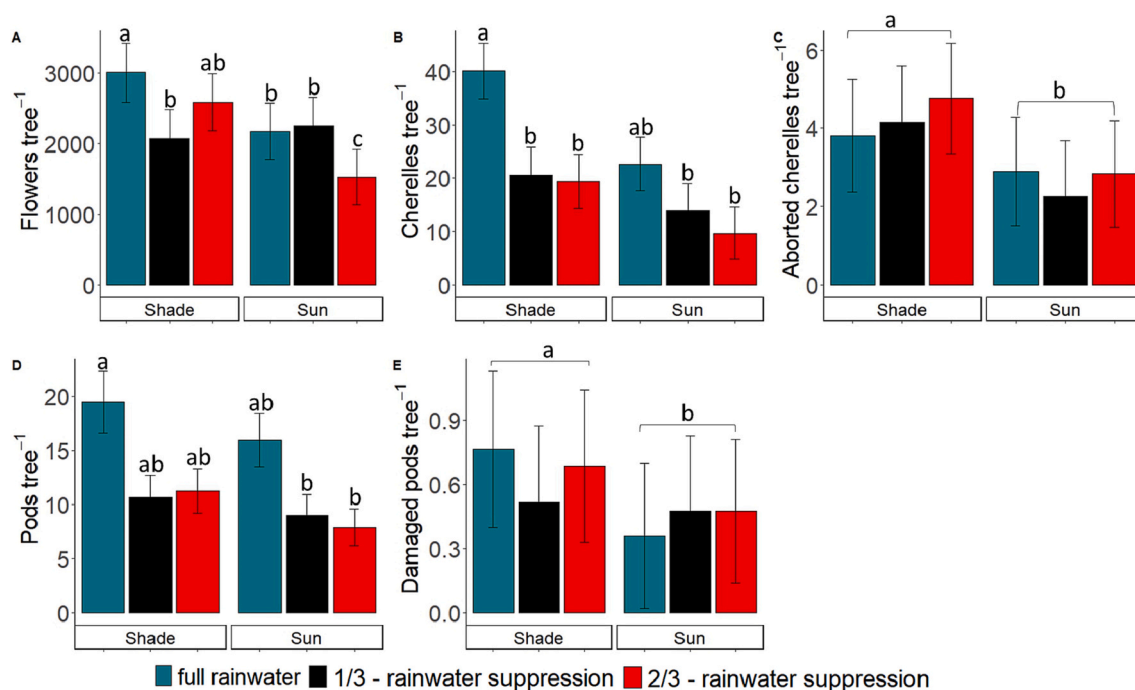 A
Flowers tree⁻¹
3000
2000
1000
0
a
b
ab
b
b
c
Shade
Sun
B
Cherelles tree⁻¹
40
30
20
10
0
a
b
b
ab
b
b
Shade
Sun
C
Aborted cherelles tree⁻¹
6
4
2
0
a
b
Shade
Sun
D
Pods tree⁻¹
20
15
10
5
0
a
ab
ab
ab
b
b
Shade
Sun
E
Damaged pods tree⁻¹
0.9
0.6
0.3
0.0
a
b
Shade
Sun
full rainwater 1/3 - rainwater suppression 2/3 - rainwater suppression